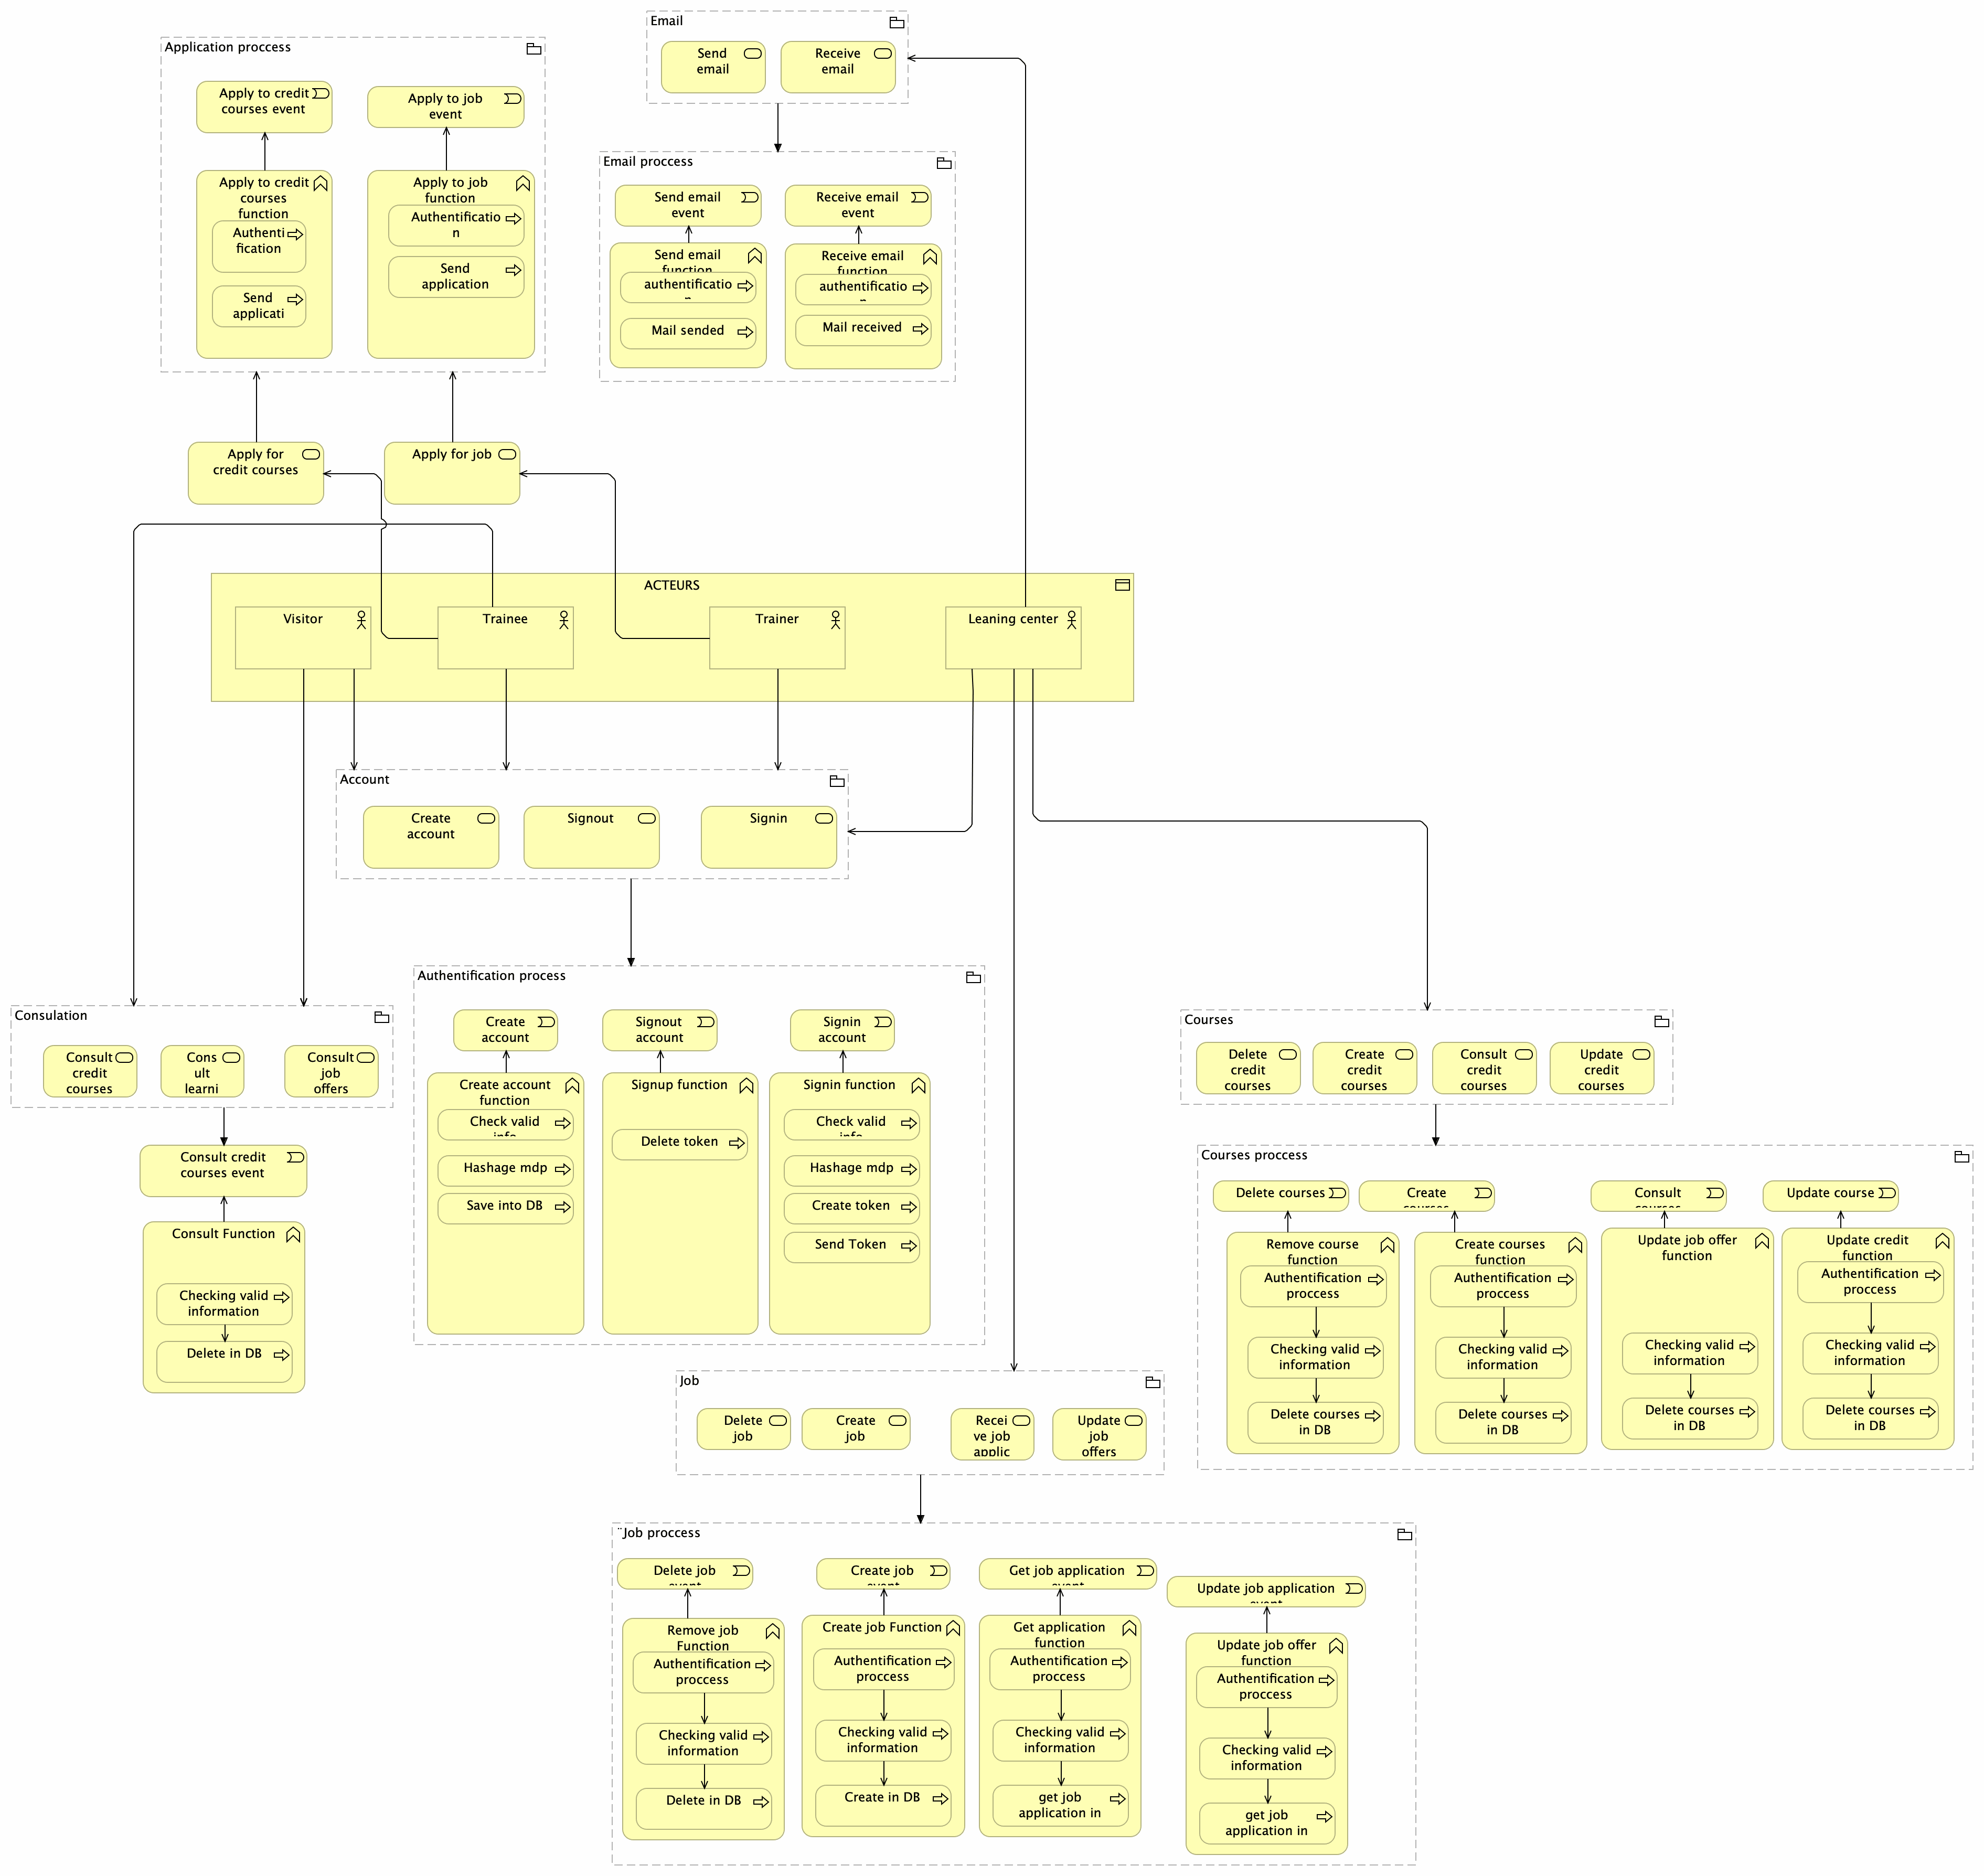 Email
Send
email
Receive
email
Application proccess
Apply to credit
courses event
Apply to job
event
Apply to credit
courses
function
Authenti
fication
Send
applicati
Apply to job
function
Authentificatio
n
Send
application
Email proccess
Send email
event
Receive email
event
Send email
function
authentificatio
n
Mail sended
Receive email
function
authentificatio
n
Mail received
Apply for
credit courses
Apply for job
ACTEURS
Visitor
Trainee
Trainer
Leaning center
Account
Create
account
Signout
Signin
Authentification process
Create
account
Signout
account
Signin
account
Create account
function
Check valid
info
Hashage mdp
Save into DB
Signup function
Delete token
Signin function
Check valid
info
Hashage mdp
Create token
Send Token
Consulation
Consult
credit
courses
Cons
ult
learni
Consult
job
offers
Consult credit
courses event
Consult Function
Checking valid
information
Delete in DB
Courses
Delete
credit
courses
Create
credit
courses
Consult
credit
courses
Update
credit
courses
Courses proccess
Delete courses
Create
courses
Consult
courses
Update course
Remove course
function
Authentification
proccess
Checking valid
information
Delete courses
in DB
Create courses
function
Authentification
proccess
Checking valid
information
Delete courses
in DB
Update job offer
function
Checking valid
information
Delete courses
in DB
Update credit
function
Authentification
proccess
Checking valid
information
Delete courses
in DB
Job
Delete
job
Create
job
Recei
ve job
applic
Update
job
offers
¨Job proccess
Delete job
event
Create job
event
Get job application
event
Update job application
event
Remove job
Function
Authentification
proccess
Checking valid
information
Delete in DB
Create job Function
Authentification
proccess
Checking valid
information
Create in DB
Get application
function
Authentification
proccess
Checking valid
information
get job
application in
Update job offer
function
Authentification
proccess
Checking valid
information
get job
application in